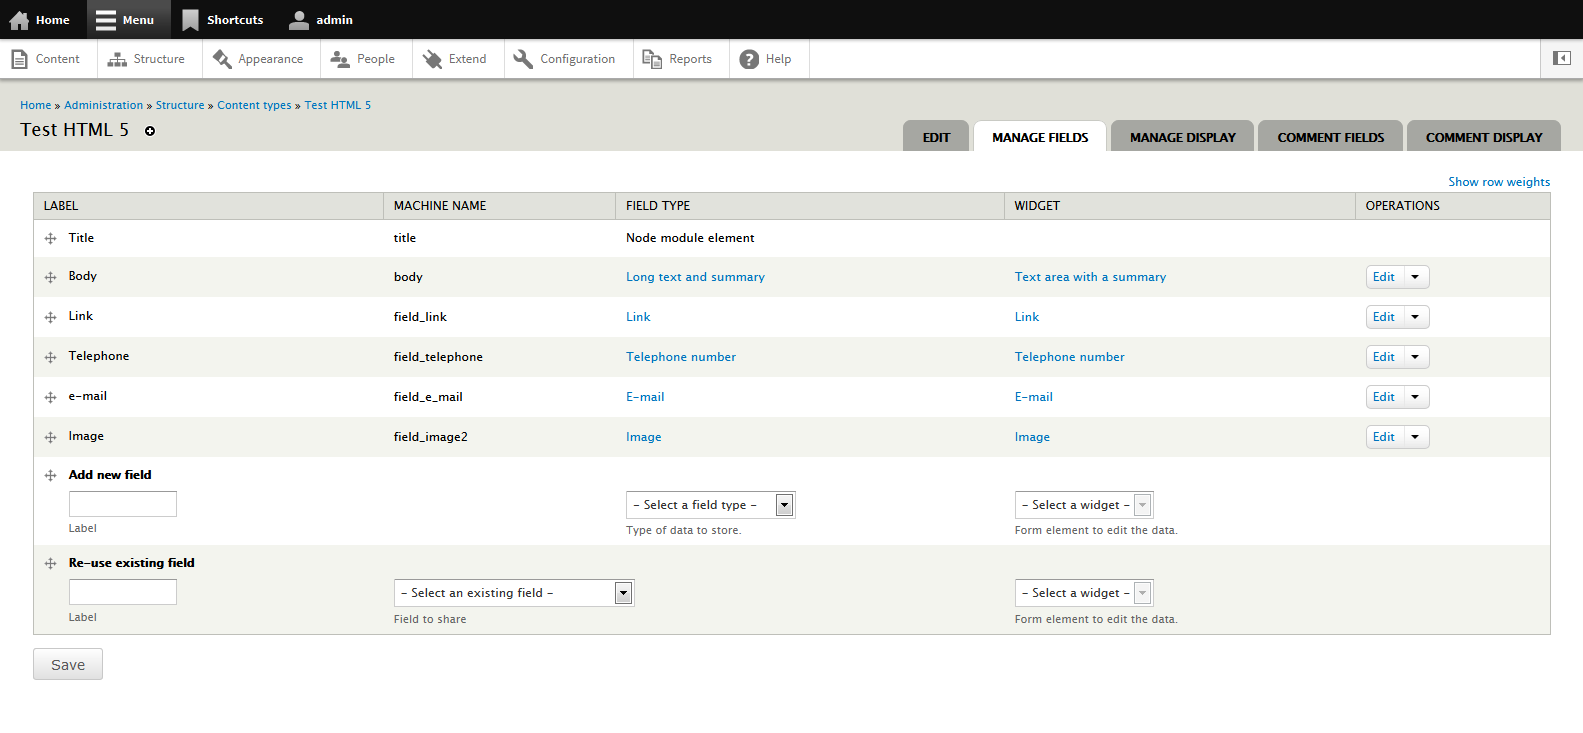 Home Menu Shortcuts admin
Content Structure Appearance People Extend Configuration Reports Help
Home » Administration » Structure » Content types » Test HTML 5
Test HTML 5
EDIT MANAGE FIELDS MANAGE DISPLAY COMMENT FIELDS COMMENT DISPLAY
Show row weights
LABEL MACHINE NAME FIELD TYPE WIDGET OPERATIONS
Title title Node module element
Body body Long text and summary Text area with a summary Edit
Link field_link Link Link Edit
Telephone field_telephone Telephone number Telephone number Edit
e-mail field_e_mail E-mail E-mail Edit
Image field_image2 Image Image Edit
Add new field
- Select a field type - - Select a widget -
Label Type of data to store. Form element to edit the data.
Re-use existing field
- Select an existing field - - Select a widget -
Label Field to share Form element to edit the data.
Save